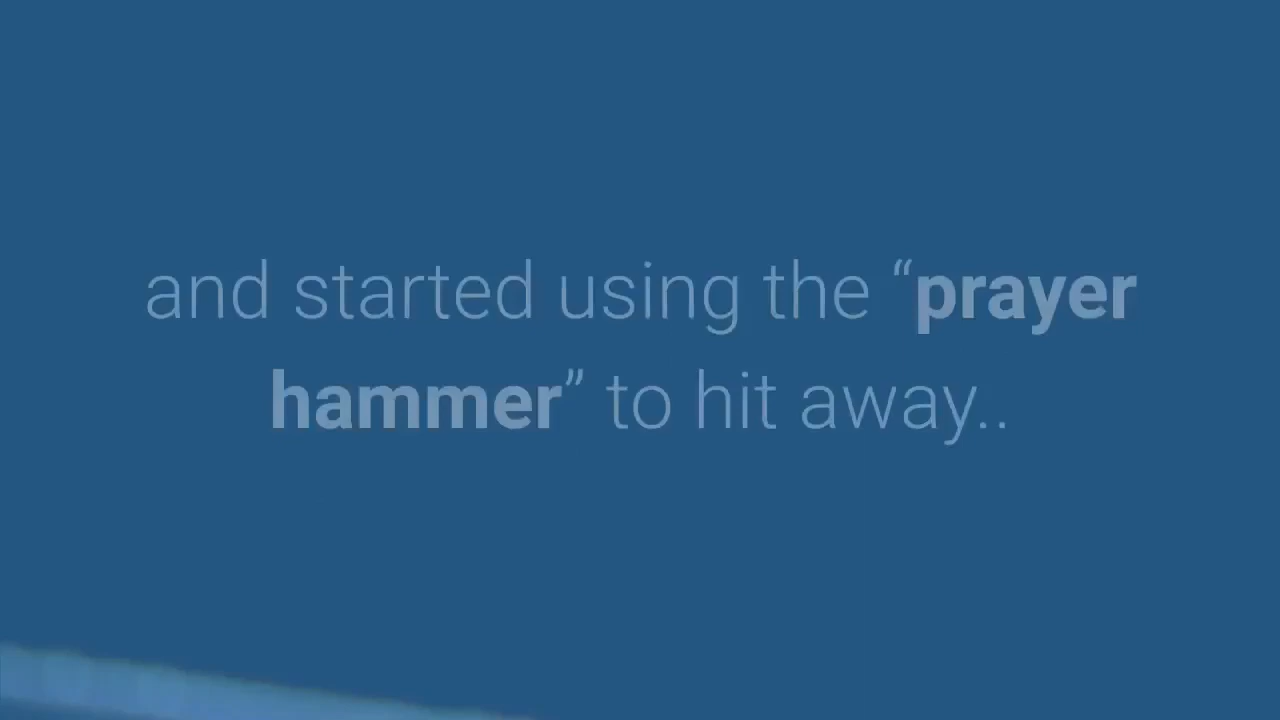 and started using the “prayer
hammer” to hit away..